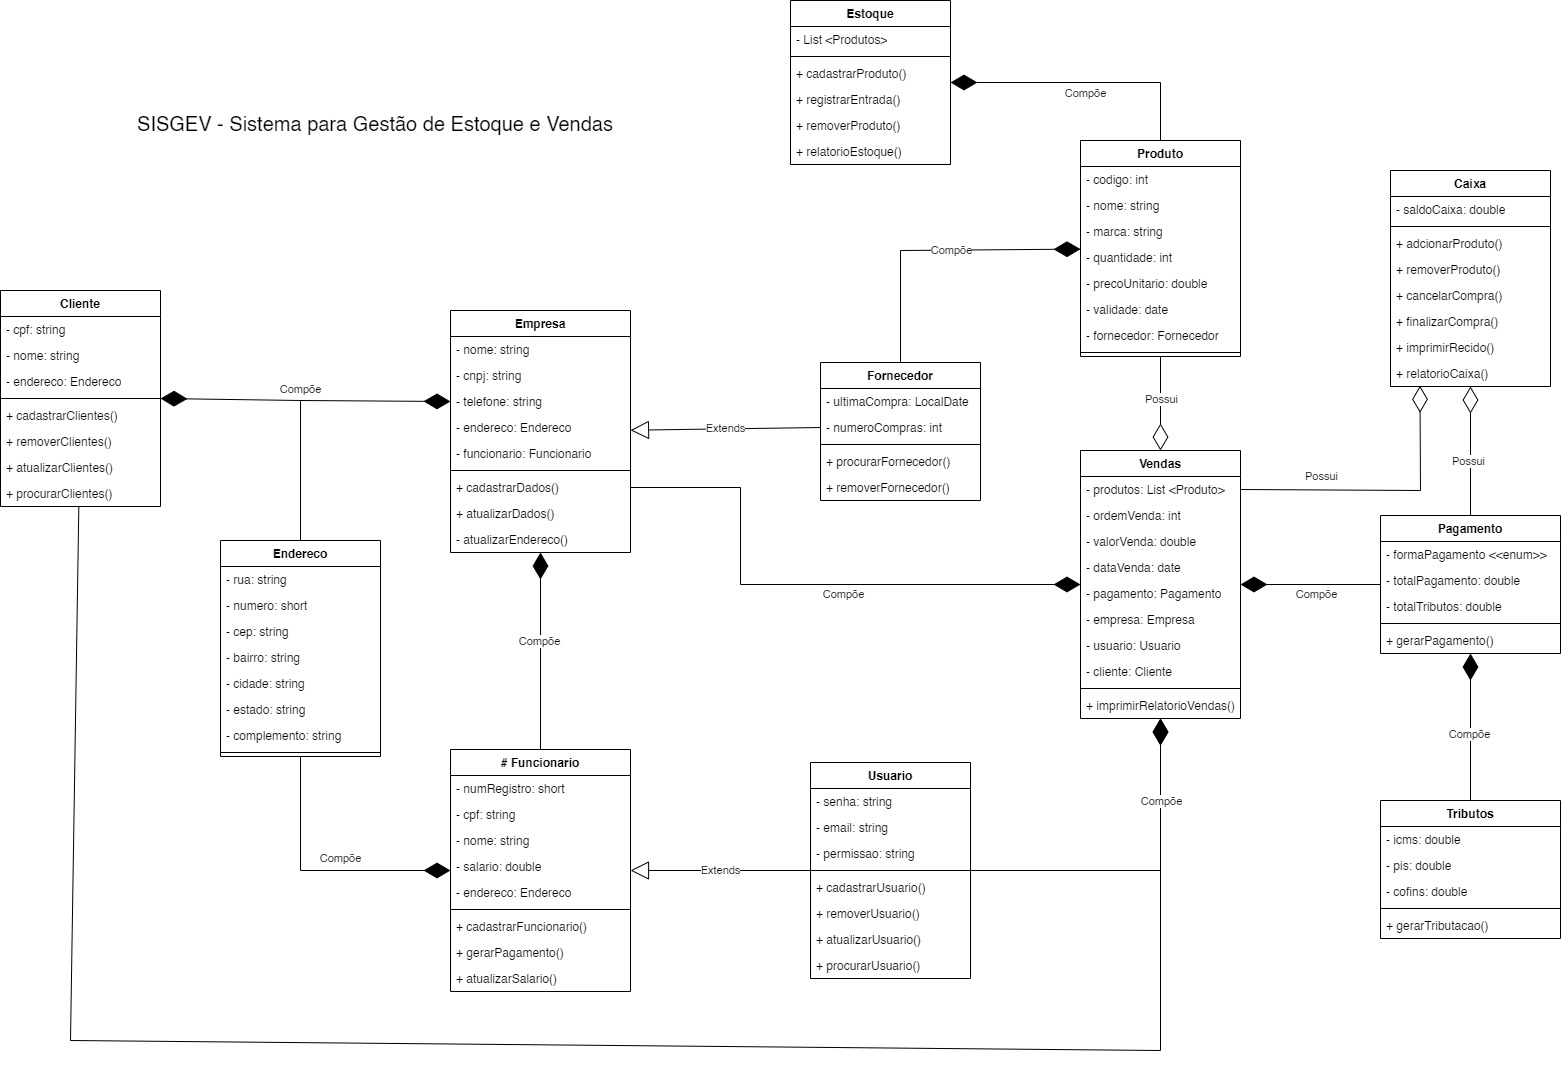 SISGEV - Sistema para Gestão de Estoque e Vendas
Estoque
- List <Produtos>
+ cadastrarProduto()
+ registrarEntrada()
+ removerProduto()
+ relatorioEstoque()
Compõe
Produto
- codigo: int
- nome: string
- marca: string
- quantidade: int
- precoUnitario: double
- validade: date
- fornecedor: Fornecedor
Compõe
Caixa
- saldoCaixa: double
+ adcionarProduto()
+ removerProduto()
+ cancelarCompra()
+ finalizarCompra()
+ imprimirRecido()
+ relatorioCaixa()
Cliente
- cpf: string
- nome: string
- endereco: Endereco
+ cadastrarClientes()
+ removerClientes()
+ atualizarClientes()
+ procurarClientes()
Compõe
Empresa
- nome: string
- cnpj: string
- telefone: string
- endereco: Endereco
- funcionario: Funcionario
+ cadastrarDados()
+ atualizarDados()
- atualizarEndereco()
Extends
Fornecedor
- ultimaCompra: LocalDate
- numeroCompras: int
+ procurarFornecedor()
+ removerFornecedor()
Possui
Vendas
- produtos: List <Produto>
- ordemVenda: int
- valorVenda: double
- dataVenda: date
- pagamento: Pagamento
- empresa: Empresa
- usuario: Usuario
- cliente: Cliente
+ imprimirRelatorioVendas()
Possui
Possui
Pagamento
- formaPagamento <<enum>>
- totalPagamento: double
- totalTributos: double
+ gerarPagamento()
Compõe
Compõe
Compõe
Endereco
- rua: string
- numero: short
- cep: string
- bairro: string
- cidade: string
- estado: string
- complemento: string
Compõe
Compõe
# Funcionario
- numRegistro: short
- cpf: string
- nome: string
- salario: double
- endereco: Endereco
+ cadastrarFuncionario()
+ gerarPagamento()
+ atualizarSalario()
Extends
Usuario
- senha: string
- email: string
- permissao: string
+ cadastrarUsuario()
+ removerUsuario()
+ atualizarUsuario()
+ procurarUsuario()
Compõe
Tributos
- icms: double
- pis: double
- cofins: double
+ gerarTributacao()